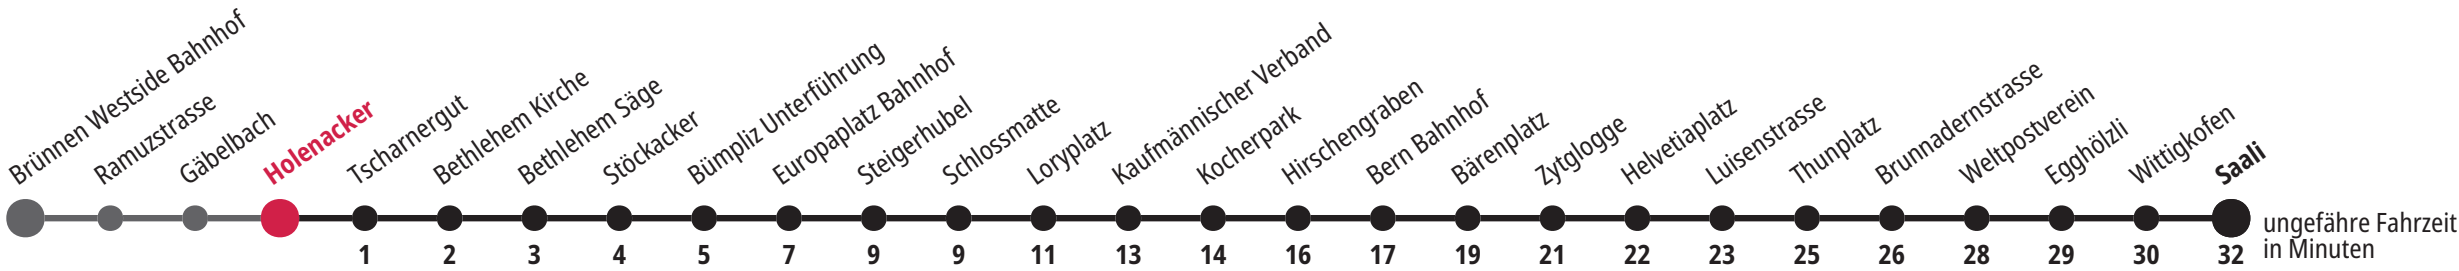 Brünnen Westside Bahnhof
Ramuzstrasse
Gäbelbach
Holenacker
Tscharnergut
Bethlehem Kirche
Bethlehem Säge
Stöckacker
Bümpliz Unterführung
Europaplatz Bahnhof
Steigerhubel
Schlossmatte
Loryplatz
Kaufmännischer Verband
Kocherpark
Hirschengraben
Bern Bahnhof
Bärenplatz
Zytglogge
Helvetiaplatz
Luisenstrasse
Thunplatz
Brunnadernstrasse
Weltpostverein
Egghölzli
Wittigkofen
Saali
1 2 3 4 5 7 9 9 11 13 14 16 17 19 21 22 23 25 26 28 29 30 32
ungefähre Fahrzeit
in Minuten